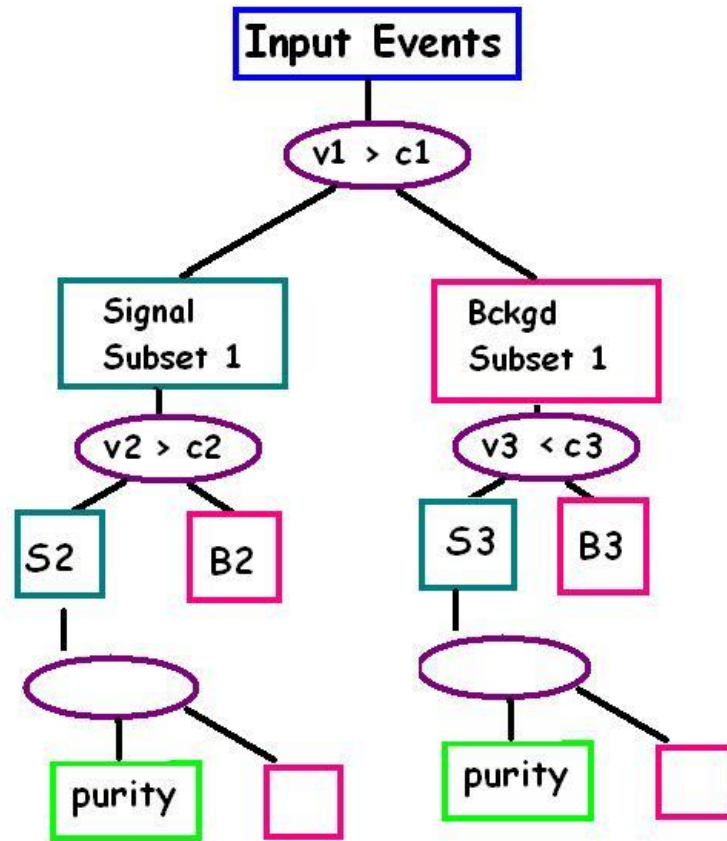 Input Events
v1 > c1
Signal
Subset 1
Bckgd
Subset 1
v2 > c2
v3 < c3
S2
B2
S3
B3
purity
purity